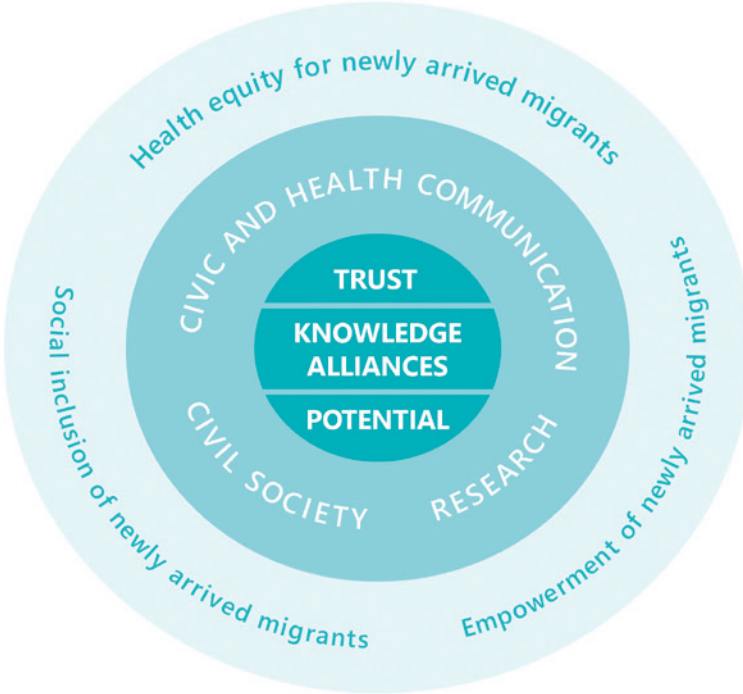 Health equity for newly arrived migrants
CIVIC AND HEALTH COMMUNICATION
TRUST
KNOWLEDGE
ALLIANCES
POTENTIAL
CIVIL SOCIETY
RESEARCH
Social inclusion of newly arrived migrants
Empowerment of newly arrived migrants